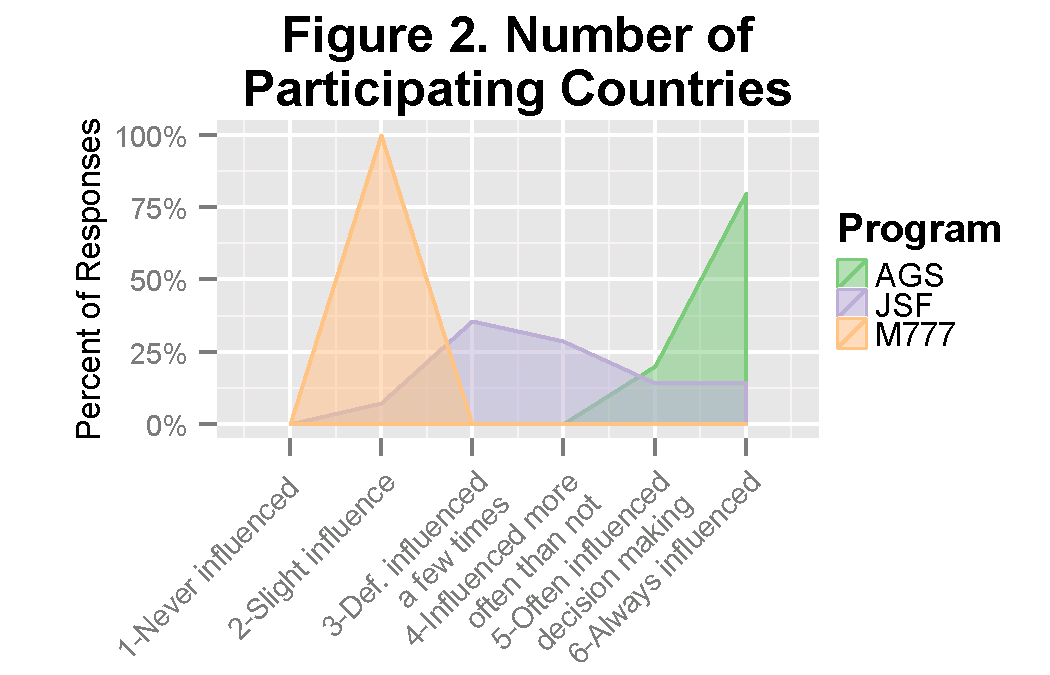 Figure 2. Number of
Participating Countries
Percent of Responses
100%
75%
50%
25%
0%
1-Never influenced
2-Slight influence
3-Def. influenced
a few times
4-Influenced more
often than not
5-Often influenced
decision making
6-Always influenced
Program
AGS
JSF
M777